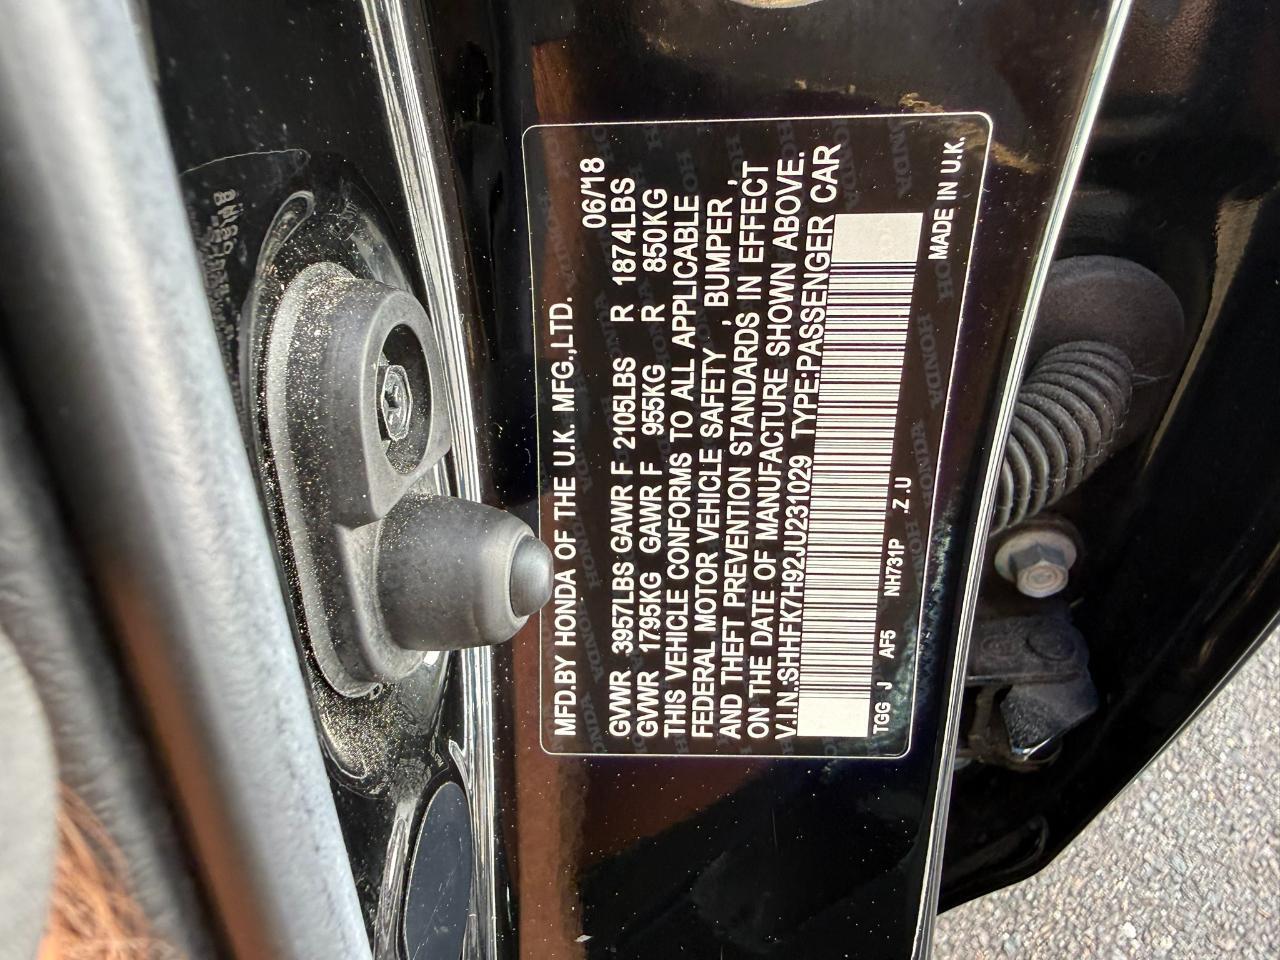 MFD.BY HONDA OF THE U.K. MFG.,LTD. 06/18
GVWR 3957LBS GAWR F 2105LBS R 1874LBS
GVWR 1795KG GAWR F 955KG R 850KG
THIS VEHICLE CONFORMS TO ALL APPLICABLE
FEDERAL MOTOR VEHICLE SAFETY , BUMPER ,
AND THEFT PREVENTION STANDARDS IN EFFECT
ON THE DATE OF MANUFACTURE SHOWN ABOVE.
V.I.N.:SHHFK7H92JU231029 TYPE:PASSENGER CAR
TGG J AF5 NH731P Z.U MADE IN U.K.